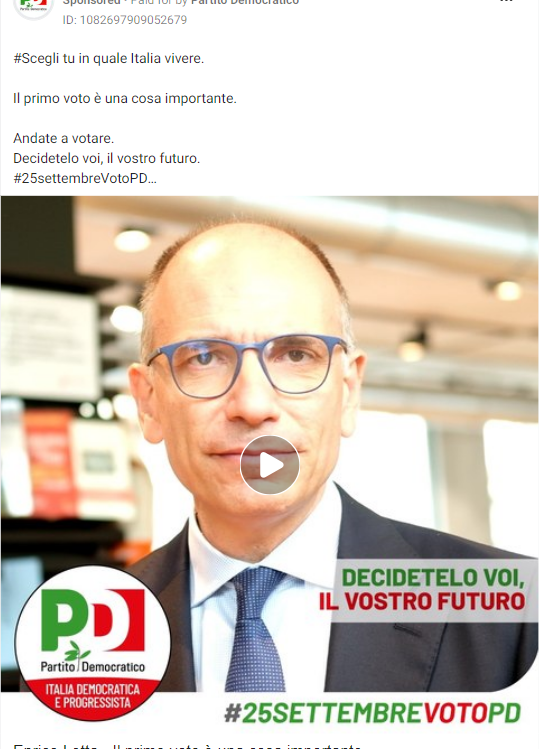 Sponsored • Paid for by Partito Democratico
ID: 1082697909052679
#Scegli tu in quale Italia vivere.
Il primo voto è una cosa importante.
Andate a votare.
Decidetelo voi, il vostro futuro.
#25settembreVotoPD...
DECIDETELO VOI,
IL VOSTRO FUTURO
PD
Partito Democratico
ITALIA DEMOCRATICA
E PROGRESSISTA
#25SETTEMBREVOTOPD
Enrico Letta - Il primo voto è una cosa importante